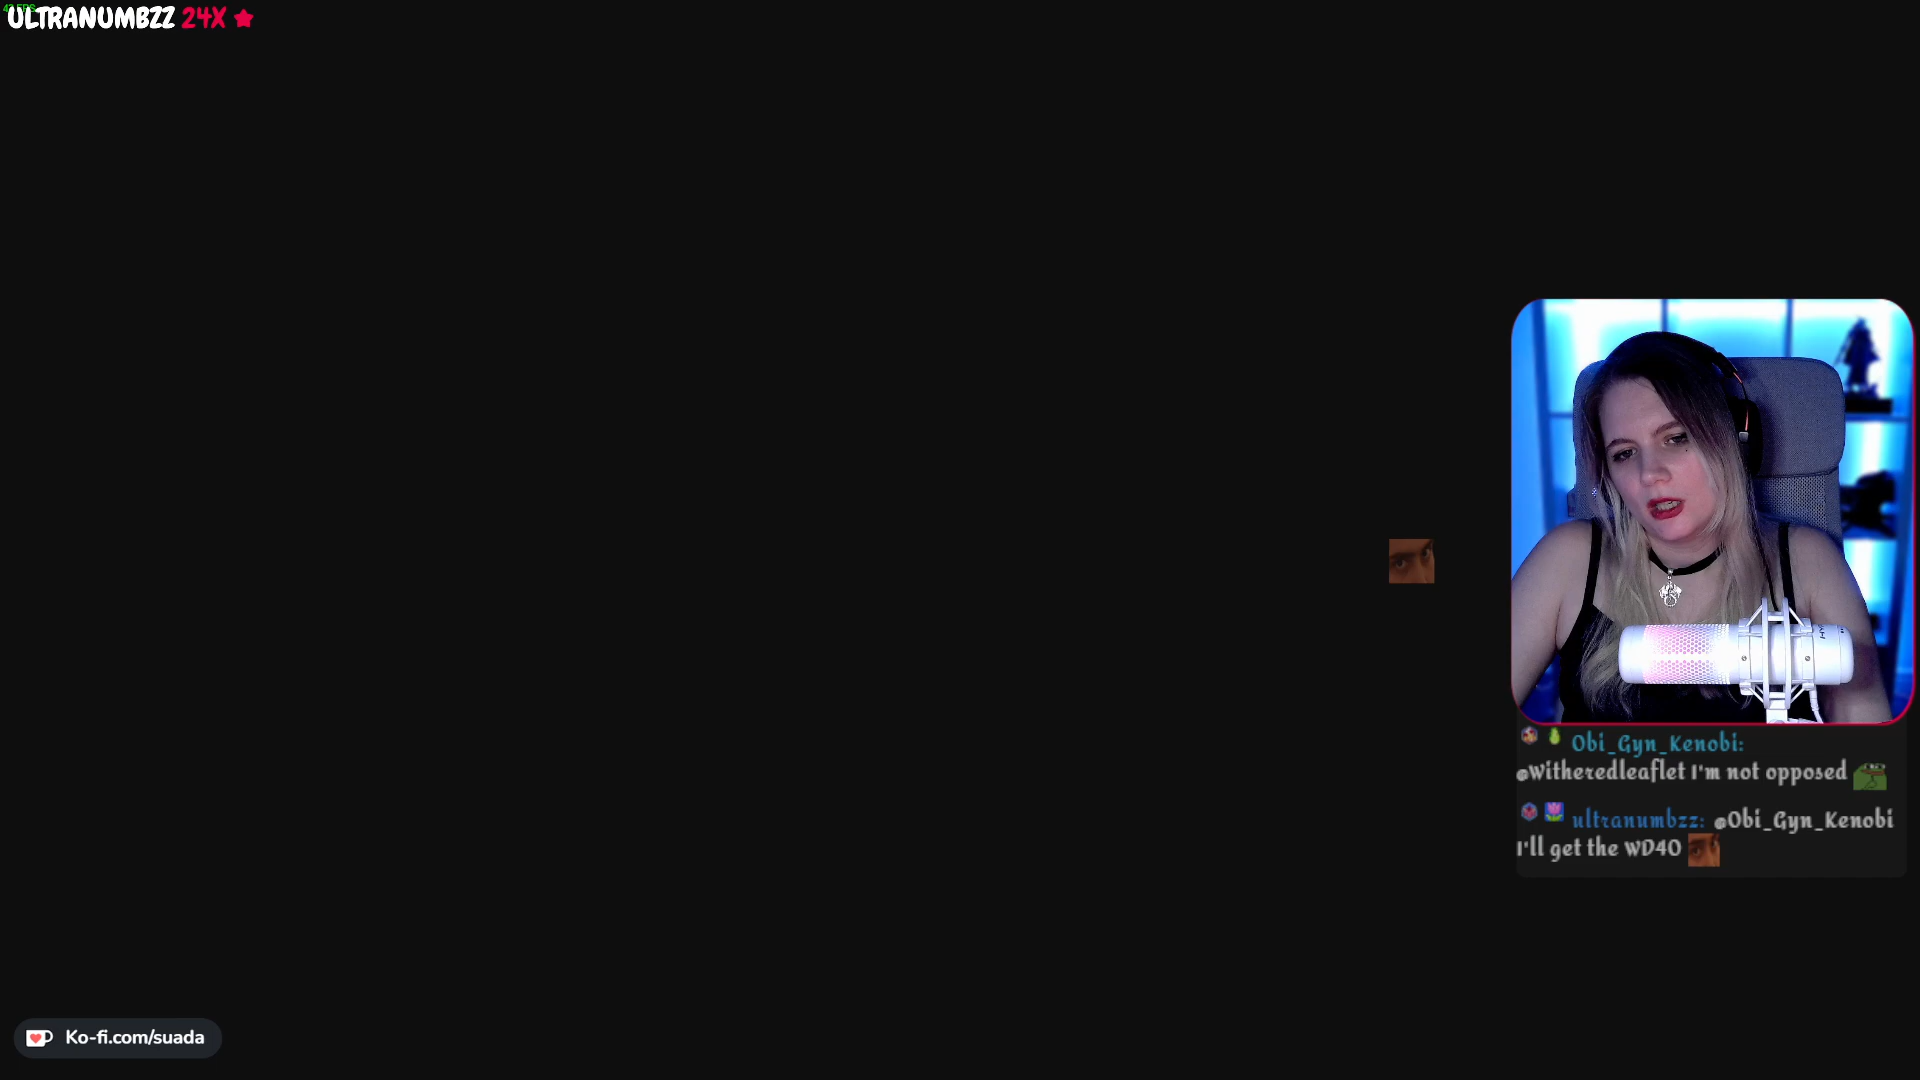 ULTRANUMBZZ 24X
Obi_Gyn_Kenobi:
@Witheredleaflet I'm not opposed
ultranumbzz: @Obi_Gyn_Kenobi
I'll get the WD40
Ko-fi.com/suada